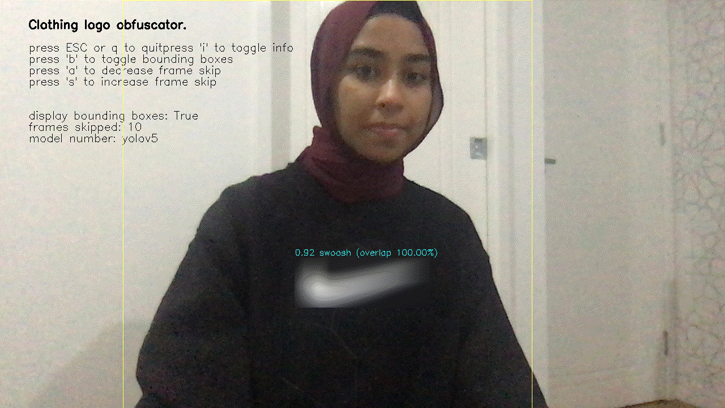 Clothing logo obfuscator.
press ESC or q to quitpress 'i' to toggle info
press 'b' to toggle bounding boxes
press 'a' to decrease frame skip
press 's' to increase frame skip
display bounding boxes: True
frames skipped: 10
model number: yolov5
0.92 swoosh (overlap 100.00%)